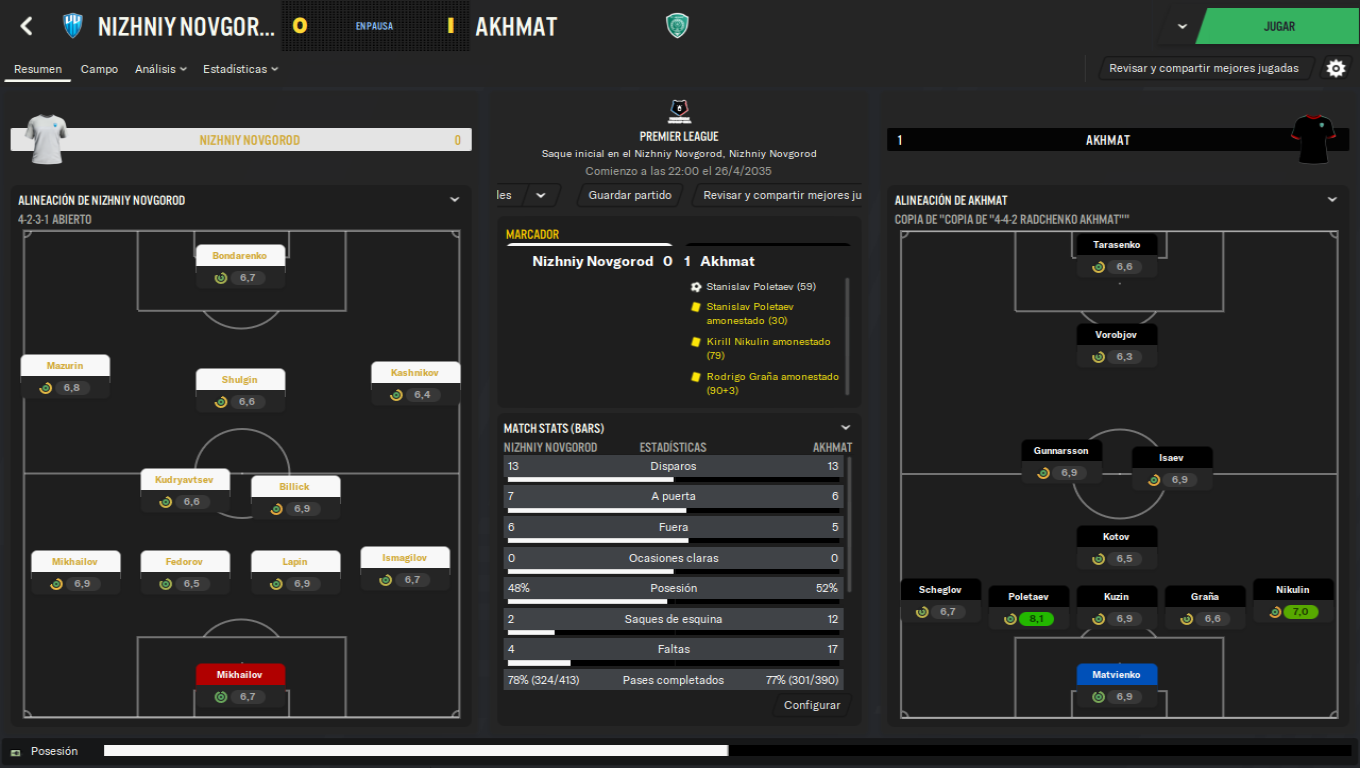 NIZHNIY NOVGOR...
0
EN PAUSA
1
AKHMAT
JUGAR
Resumen
Campo
Análisis
Estadísticas
Revisar y compartir mejores jugadas
NIZHNIY NOVGOROD
0
PREMIER LEAGUE
Saque inicial en el Nizhniy Novgorod, Nizhniy Novgorod
Comienzo a las 22:00 el 26/4/2035
les
Guardar partido
Revisar y compartir mejores ju
1
AKHMAT
ALINEACIÓN DE NIZHNIY NOVGOROD
4-2-3-1 ABIERTO
Bondarenko
6,7
Mazurin
6,8
Shulgin
6,6
Kashnikov
6,4
Kudryavtsev
6,6
Billick
6,9
Mikhailov
6,9
Fedorov
6,5
Lapin
6,9
Ismagilov
6,7
Mikhailov
6,7
MARCADOR
Nizhniy Novgorod 0 1 Akhmat
Stanislav Poletaev (59)
Stanislav Poletaev
amonestado (30)
Kirill Nikulin amonestado
(79)
Rodrigo Graña amonestado
(90+3)
MATCH STATS (BARS)
NIZHNIY NOVGOROD ESTADÍSTICAS AKHMAT
13 Disparos 13
7 A puerta 6
6 Fuera 5
0 Ocasiones claras 0
48% Posesión 52%
2 Saques de esquina 12
4 Faltas 17
78% (324/413) Pases completados 77% (301/390)
Configurar
ALINEACIÓN DE AKHMAT
COPIA DE "COPIA DE "4-4-2 RADCHENKO AKHMAT""
Tarasenko
6,6
Vorobjov
6,3
Gunnarsson
6,9
Isaev
6,9
Kotov
6,5
Scheglov
6,7
Poletaev
8,1
Kuzin
6,9
Graña
6,6
Nikulin
7,0
Matvienko
6,9
Posesión